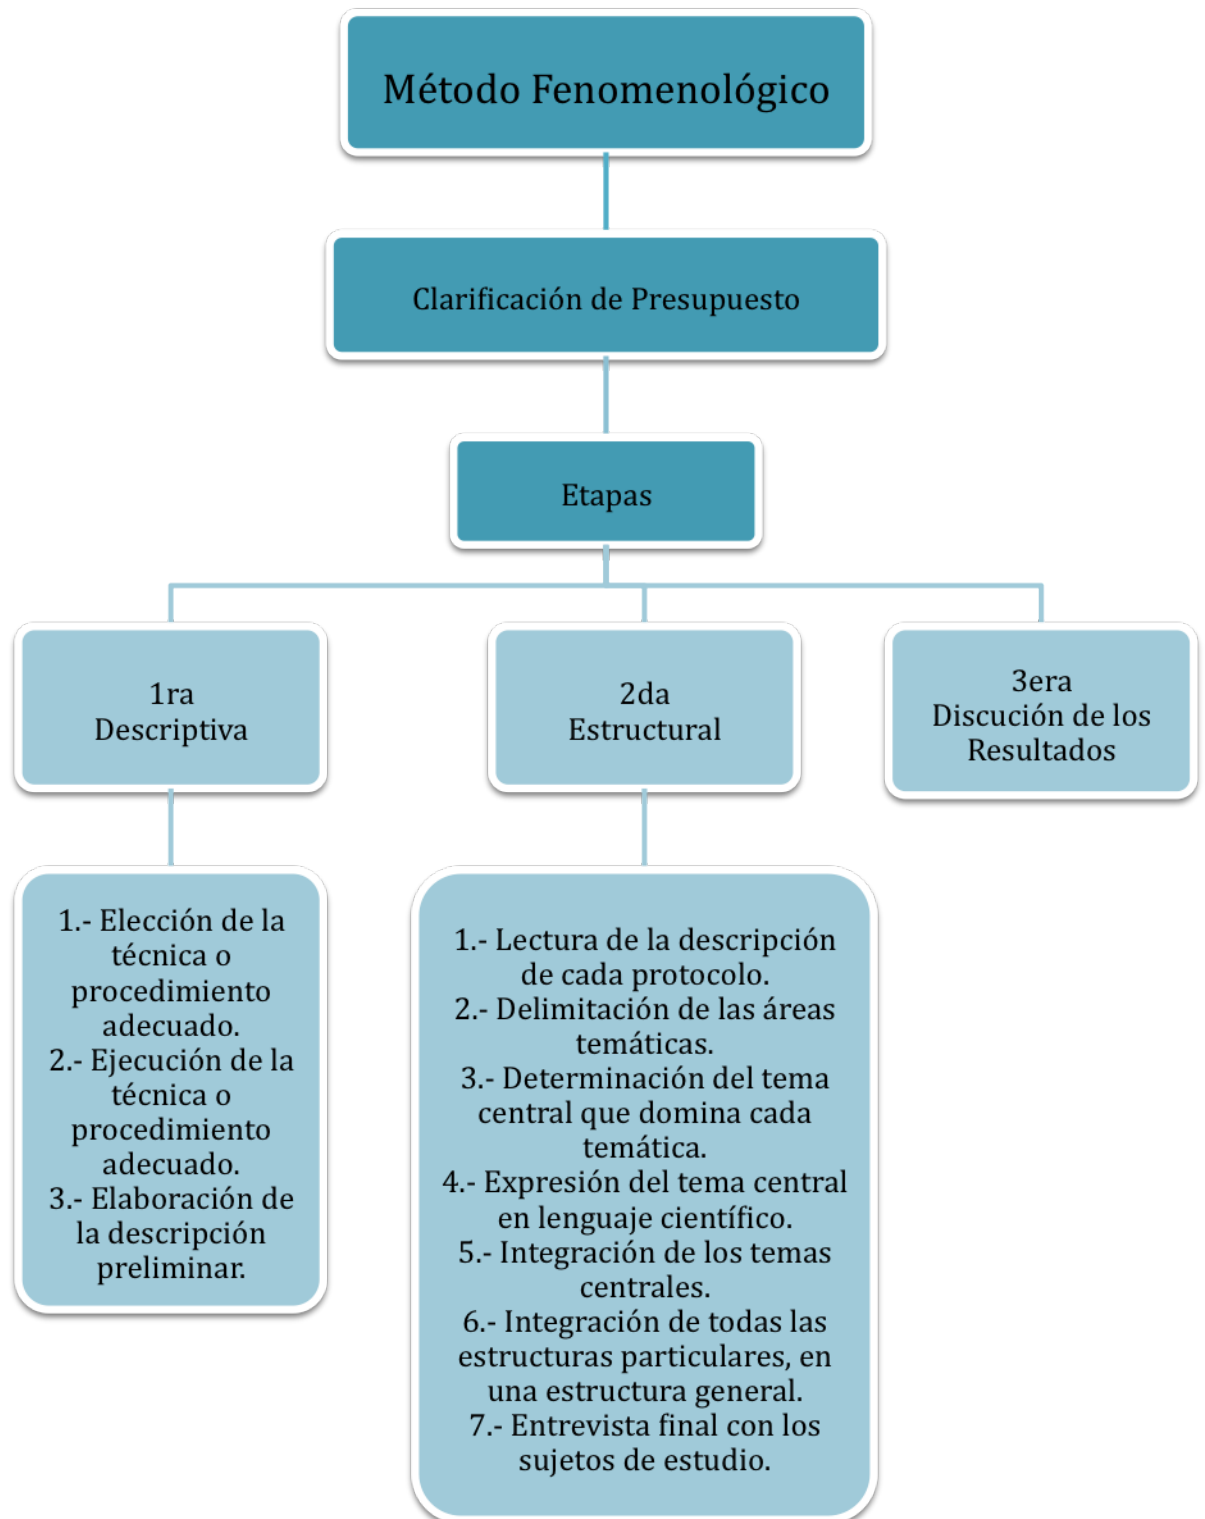 Método Fenomenológico
Clarificación de Presupuesto
Etapas
1ra
Descriptiva
2da
Estructural
3era
Discución de los
Resultados
1.- Elección de la
técnica o
procedimiento
adecuado.
2.- Ejecución de la
técnica o
procedimiento
adecuado.
3.- Elaboración de
la descripción
preliminar.
1.- Lectura de la descripción
de cada protocolo.
2.- Delimitación de las áreas
temáticas.
3.- Determinación del tema
central que domina cada
temática.
4.- Expresión del tema central
en lenguaje científico.
5.- Integración de los temas
centrales.
6.- Integración de todas las
estructuras particulares, en
una estructura general.
7.- Entrevista final con los
sujetos de estudio.